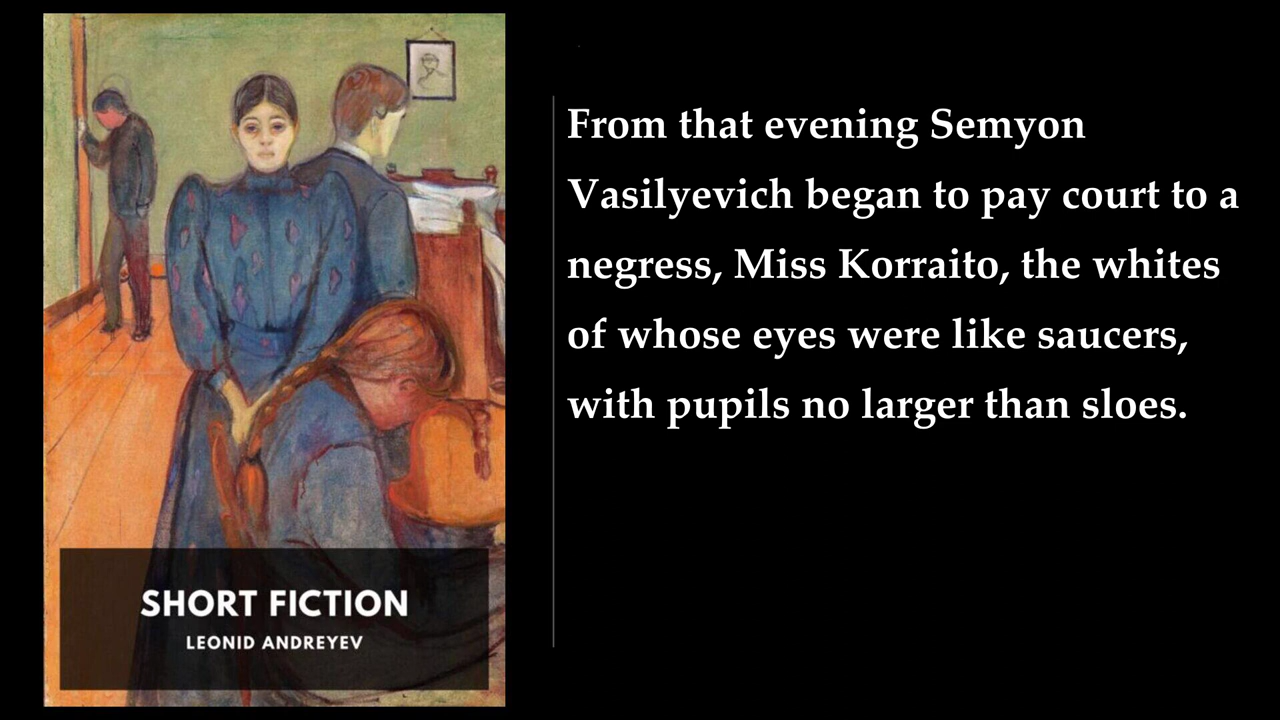 From that evening Semyon
Vasilyevich began to pay court to a
negress, Miss Korraito, the whites
of whose eyes were like saucers,
with pupils no larger than sloes.
SHORT FICTION
LEONID ANDREYEV